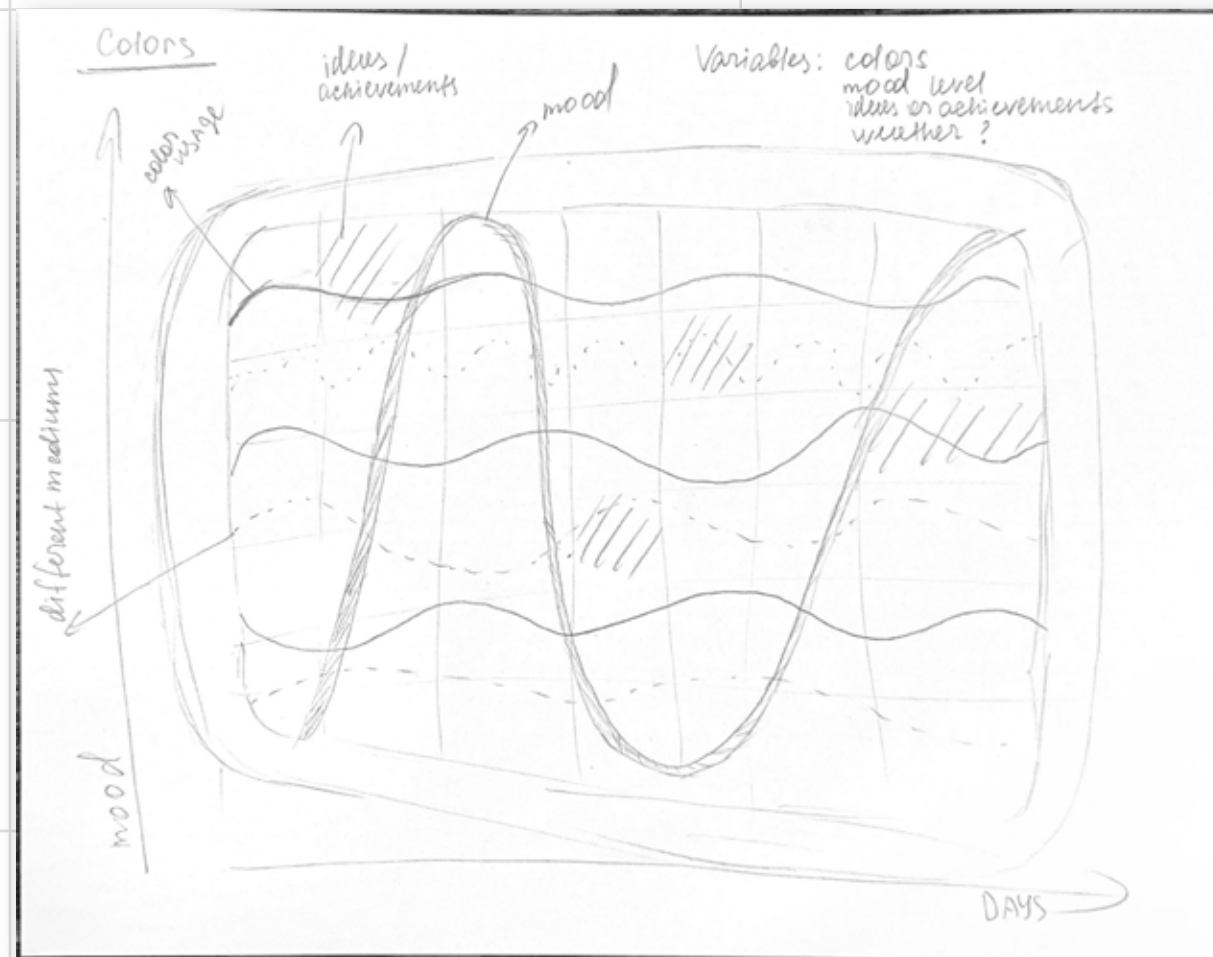 Colors
ideas /
achievements
mood
Variables: colors
mood level
ideas or achievements
weather ?
color
usage
different mediums
mood
DAYS